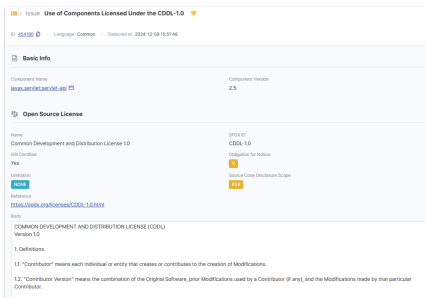 Issue Use of Components Licensed Under the CDDL-1.0
ID 454190 Language Common Detected at 2024-12-09 15:51:46
Basic Info
Component Name Component Version
javax.servlet:servlet-api 2.5
Open Source License
Name SPDX ID
Common Development and Distribution License 1.0 CDDL-1.0
OSI Certified Obligation for Notice
Yes Y
Limitation Source Code Disclosure Scope
NONE FILE
Reference
https://spdx.org/licenses/CDDL-1.0.html
Body
COMMON DEVELOPMENT AND DISTRIBUTION LICENSE (CDDL)
Version 1.0
1. Definitions.
1.1. "Contributor" means each individual or entity that creates or contributes to the creation of Modifications.
1.2. "Contributor Version" means the combination of the Original Software, prior Modifications used by a Contributor (if any), and the Modifications made by that particular
Contributor.